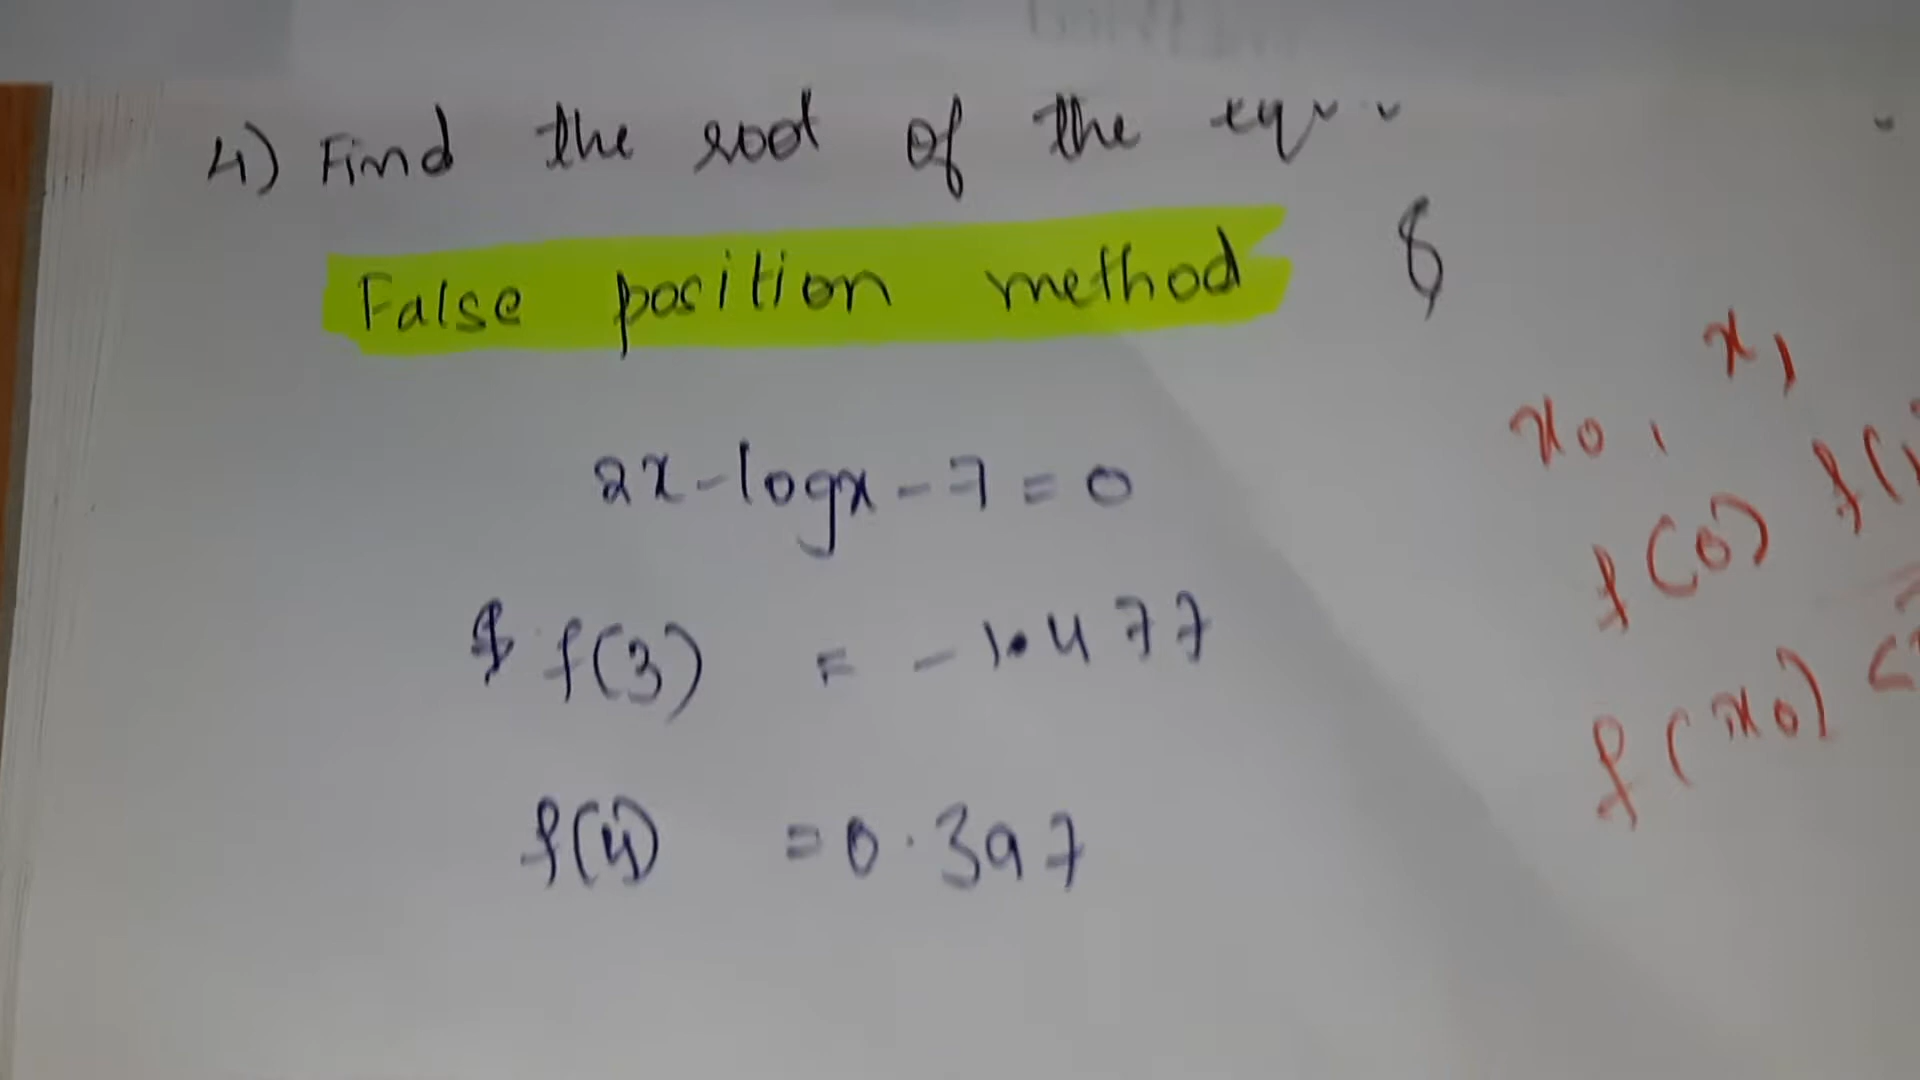 4) Find the root of the
False position method
2x-logx-7=0
f(3) = -1.477
f(4) = 0.397
x1
x0,
f(0) f(
f(x0) <